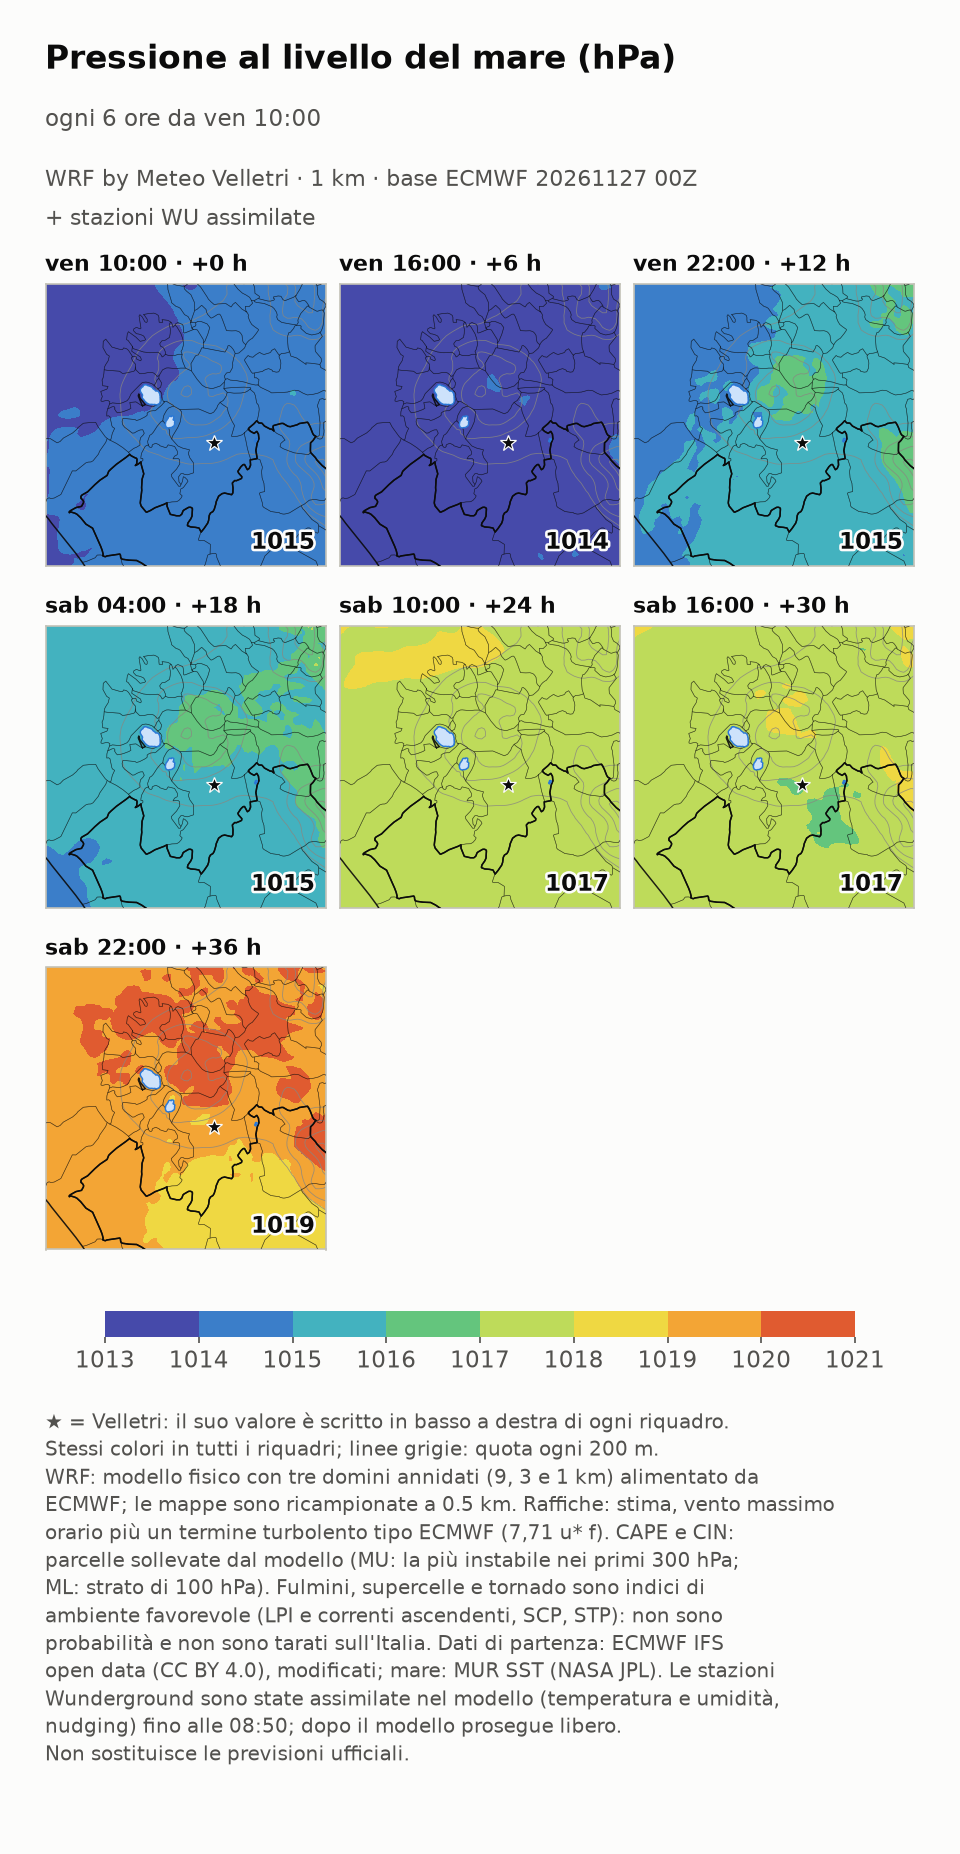 Pressione al livello del mare (hPa)
ogni 6 ore da ven 10:00
WRF by Meteo Velletri · 1 km · base ECMWF 20261127 00Z
+ stazioni WU assimilate
ven 10:00 · +0 h
ven 16:00 · +6 h
ven 22:00 · +12 h
1015
1014
1015
sab 04:00 · +18 h
sab 10:00 · +24 h
sab 16:00 · +30 h
1015
1017
1017
sab 22:00 · +36 h
1019
1013 1014 1015 1016 1017 1018 1019 1020 1021
★ = Velletri: il suo valore è scritto in basso a destra di ogni riquadro.
Stessi colori in tutti i riquadri; linee grigie: quota ogni 200 m.
WRF: modello fisico con tre domini annidati (9, 3 e 1 km) alimentato da
ECMWF; le mappe sono ricampionate a 0.5 km. Raffiche: stima, vento massimo
orario più un termine turbolento tipo ECMWF (7,71 u* f). CAPE e CIN:
parcelle sollevate dal modello (MU: la più instabile nei primi 300 hPa;
ML: strato di 100 hPa). Fulmini, supercelle e tornado sono indici di
ambiente favorevole (LPI e correnti ascendenti, SCP, STP): non sono
probabilità e non sono tarati sull'Italia. Dati di partenza: ECMWF IFS
open data (CC BY 4.0), modificati; mare: MUR SST (NASA JPL). Le stazioni
Wunderground sono state assimilate nel modello (temperatura e umidità,
nudging) fino alle 08:50; dopo il modello prosegue libero.
Non sostituisce le previsioni ufficiali.